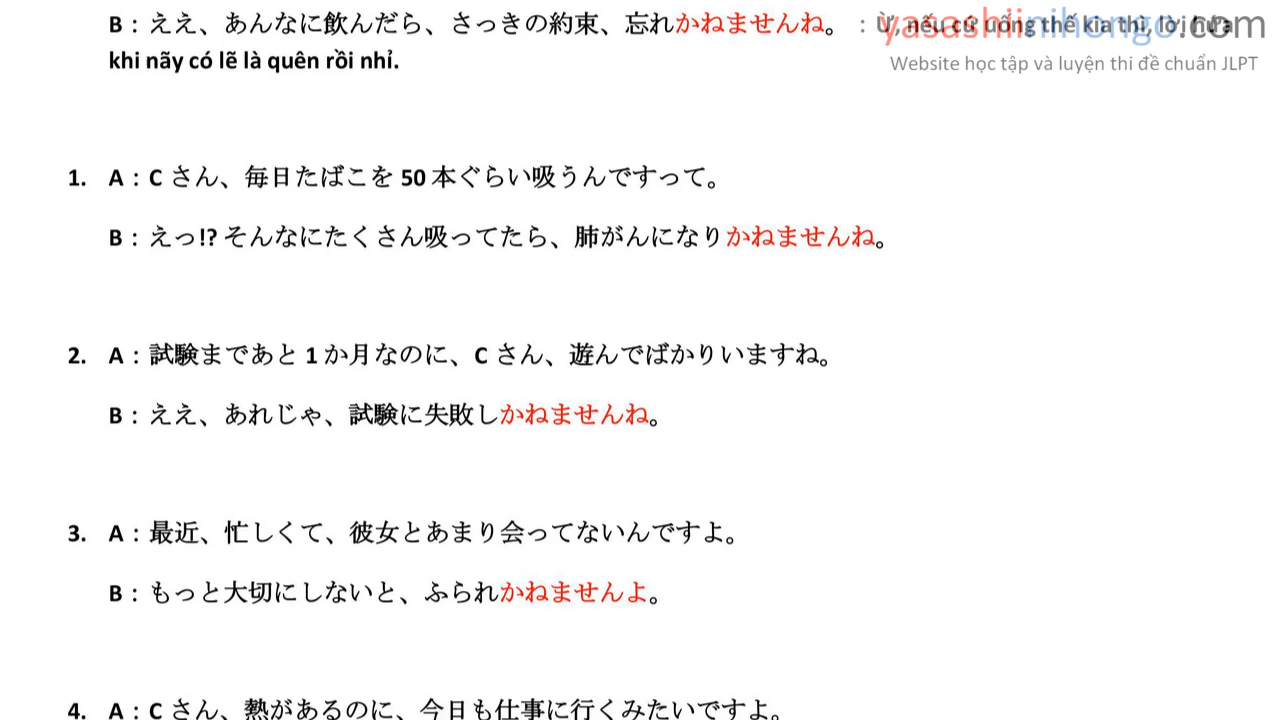 B：ええ、あんなに飲んだら、さっきの約束、忘れかねませんね。：Ừ, nếu cứ uống thế kia thì, lời hứa
yasashiinihongo.com
khi nãy có lẽ là quên rồi nhỉ.
Website học tập và luyện thi đề chuẩn JLPT
1. A：C さん、毎日たばこを 50 本ぐらい吸うんですって。
B：えっ!? そんなにたくさん吸ってたら、肺がんになりかねませんね。
2. A：試験まであと 1 か月なのに、C さん、遊んでばかりいますね。
B：ええ、あれじゃ、試験に失敗しかねませんね。
3. A：最近、忙しくて、彼女とあまり会ってないんですよ。
B：もっと大切にしないと、ふられかねませんよ。
4. A：C さん、熱があるのに、今日も仕事に行くみたいですよ。